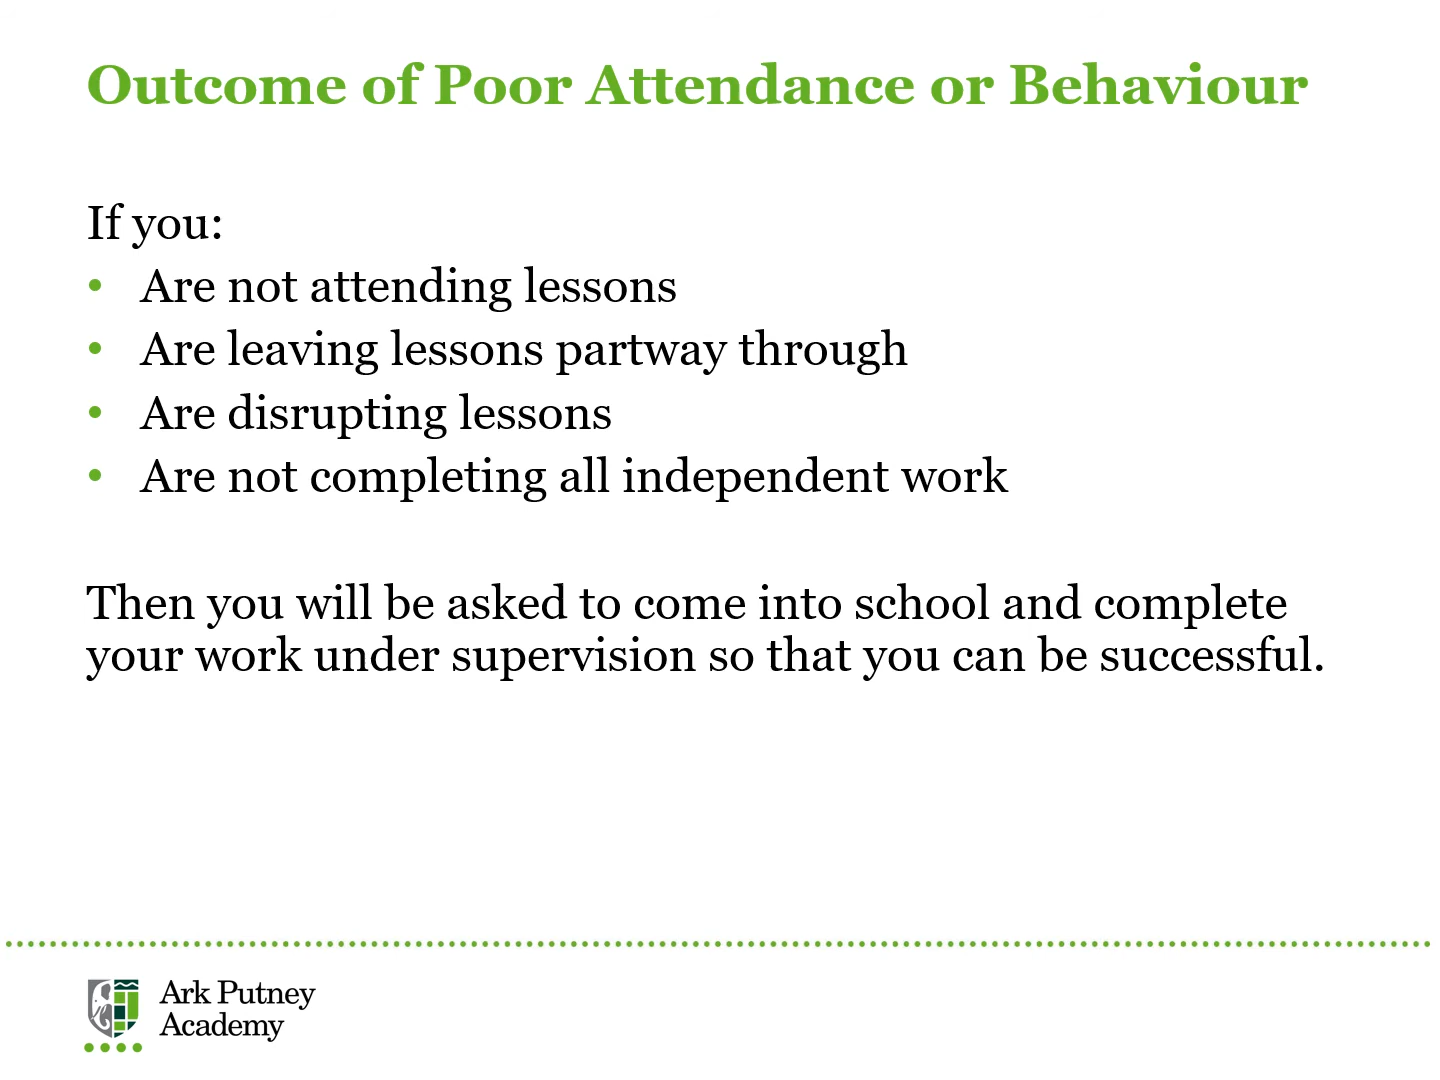 Outcome of Poor Attendance or Behaviour
If you:
• Are not attending lessons
• Are leaving lessons partway through
• Are disrupting lessons
• Are not completing all independent work
Then you will be asked to come into school and complete
your work under supervision so that you can be successful.
Ark Putney
Academy